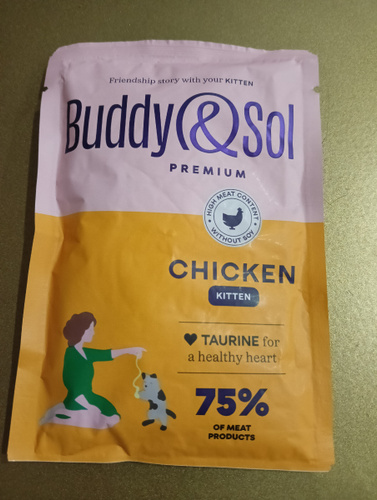 Friendship story with your KITTEN
Buddy&Sol
PREMIUM
HIGH MEAT CONTENT
WITHOUT SOY
CHICKEN
KITTEN
TAURINE for
a healthy heart
75%
OF MEAT
PRODUCTS